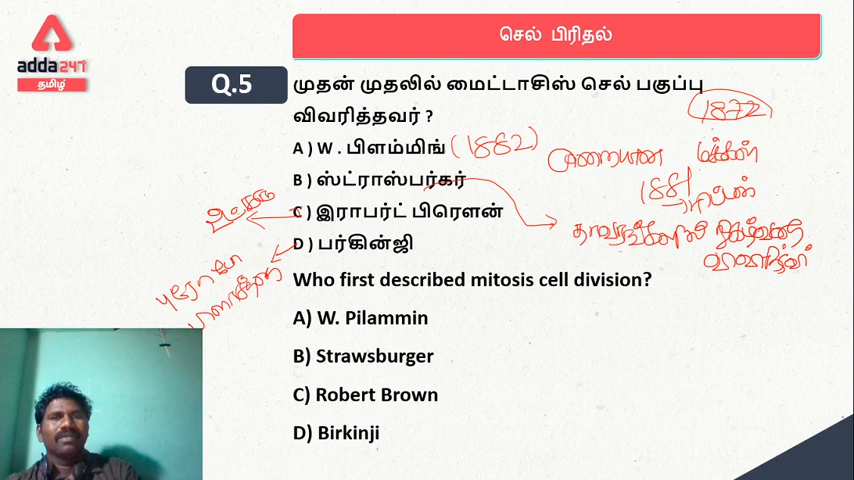 செல் பிரிதல்
adda247
தமிழ்
Q.5
முதன் முதலில் மைட்டாசிஸ் செல் பகுப்பு
விவரித்தவர் ?
1872
A ) W . பிளம்மிங் (1882)
B ) ஸ்ட்ராஸ்பர்கர்
1881
C ) இராபர்ட் பிரௌன்
D ) பர்கின்ஜி
Who first described mitosis cell division?
A) W. Pilammin
B) Strawsburger
C) Robert Brown
D) Birkinji